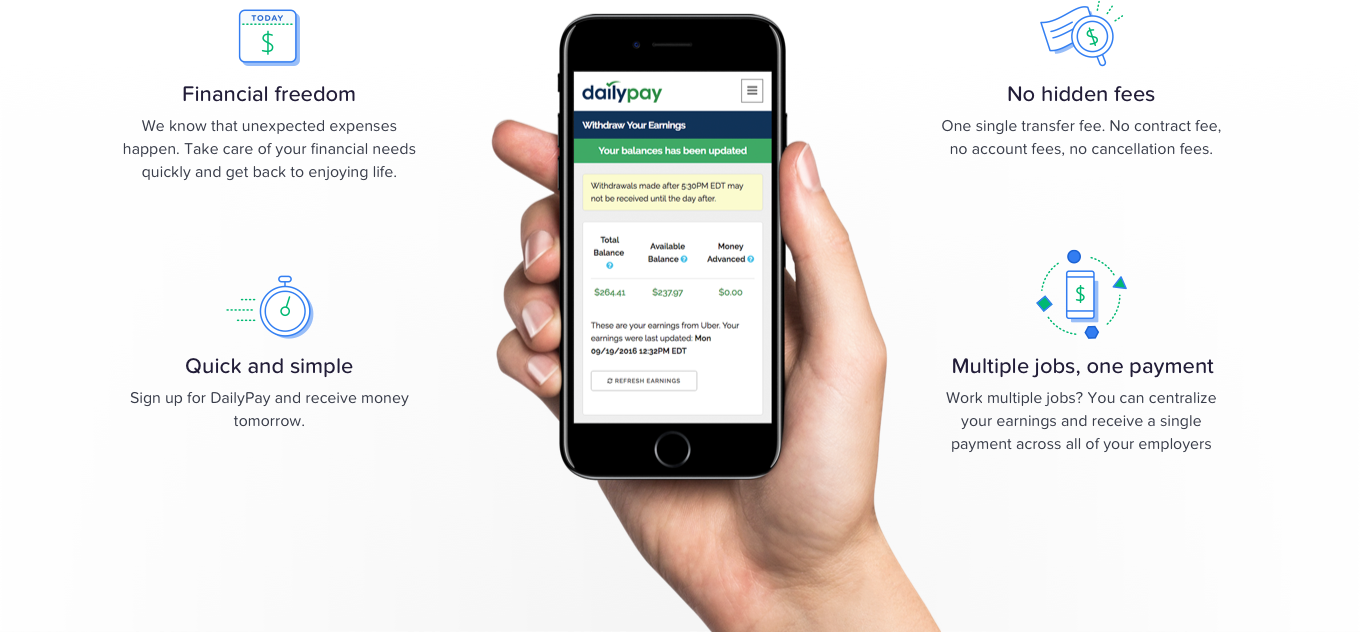 TODAY
$
Financial freedom
We know that unexpected expenses
happen. Take care of your financial needs
quickly and get back to enjoying life.
Quick and simple
Sign up for DailyPay and receive money
tomorrow.
dailypay
Withdraw Your Earnings
Your balances has been updated
Withdrawals made after 5:30PM EDT may
not be received until the day after.
Total
Balance
?
Available
Balance ?
Money
Advanced ?
$264.41 $237.97 $0.00
These are your earnings from Uber. Your
earnings were last updated: Mon
09/19/2016 12:32PM EDT
REFRESH EARNINGS
$
No hidden fees
One single transfer fee. No contract fee,
no account fees, no cancellation fees.
$
Multiple jobs, one payment
Work multiple jobs? You can centralize
your earnings and receive a single
payment across all of your employers